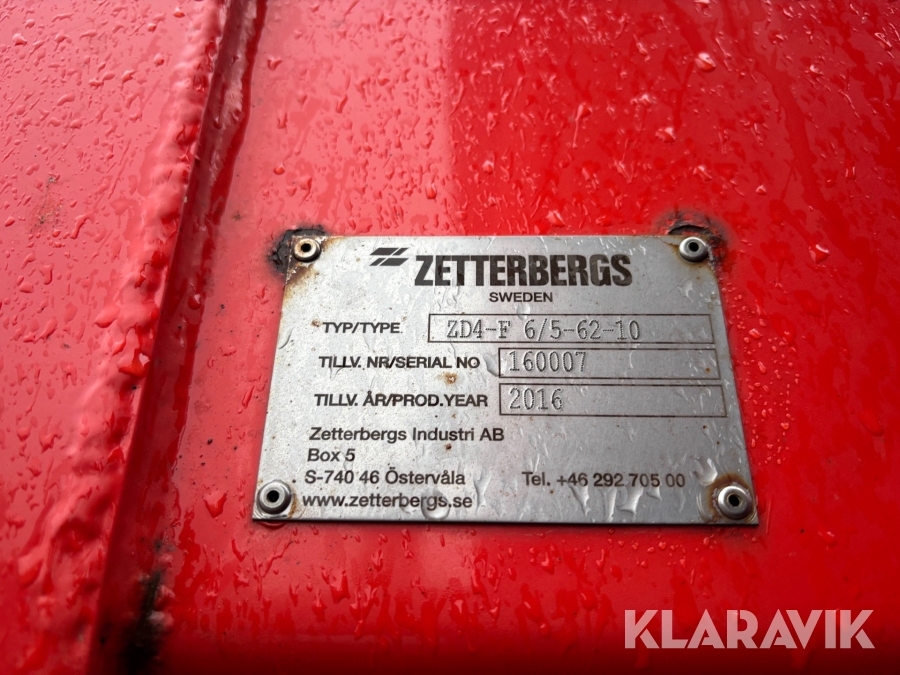 ZETTERBERGS
SWEDEN
TYP/TYPE ZD4-F 6/5-62-10
TILLV. NR/SERIAL NO 160007
TILLV. ÅR/PROD.YEAR 2016
Zetterbergs Industri AB
Box 5
S-740 46 Östervåla Tel. +46 292 705 00
www.zetterbergs.se
KLARAVIK